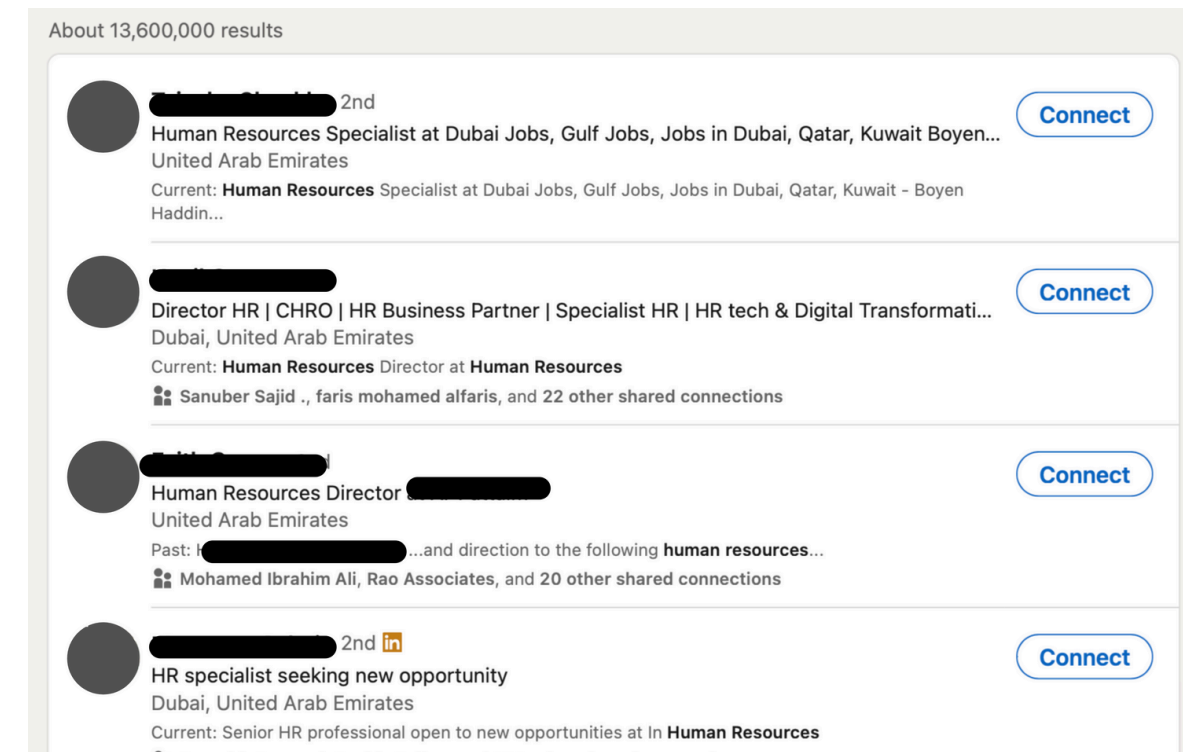 About 13,600,000 results
2nd
Connect
Human Resources Specialist at Dubai Jobs, Gulf Jobs, Jobs in Dubai, Qatar, Kuwait Boyen...
United Arab Emirates
Current: Human Resources Specialist at Dubai Jobs, Gulf Jobs, Jobs in Dubai, Qatar, Kuwait - Boyen
Haddin...
Connect
Director HR | CHRO | HR Business Partner | Specialist HR | HR tech & Digital Transformati...
Dubai, United Arab Emirates
Current: Human Resources Director at Human Resources
Sanuber Sajid ., faris mohamed alfaris, and 22 other shared connections
Connect
Human Resources Director
United Arab Emirates
Past: ...and direction to the following human resources...
Mohamed Ibrahim Ali, Rao Associates, and 20 other shared connections
2nd in
Connect
HR specialist seeking new opportunity
Dubai, United Arab Emirates
Current: Senior HR professional open to new opportunities at In Human Resources